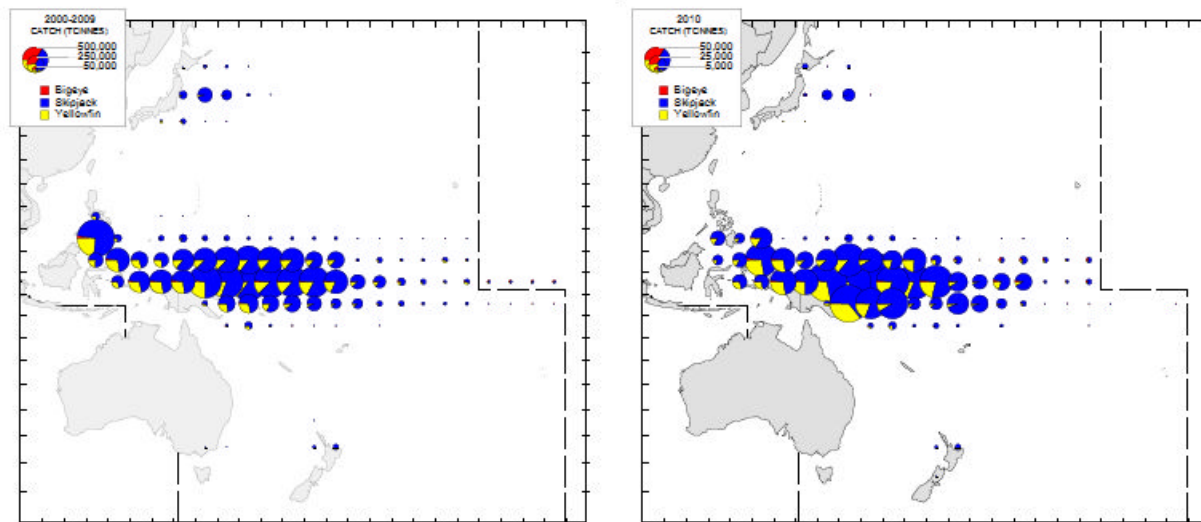 2000-2009
CATCH (TONNES)
500,000
250,000
50,000
Bigeye
Skipjack
Yellowfin
2010
CATCH (TONNES)
50,000
25,000
5,000
Bigeye
Skipjack
Yellowfin